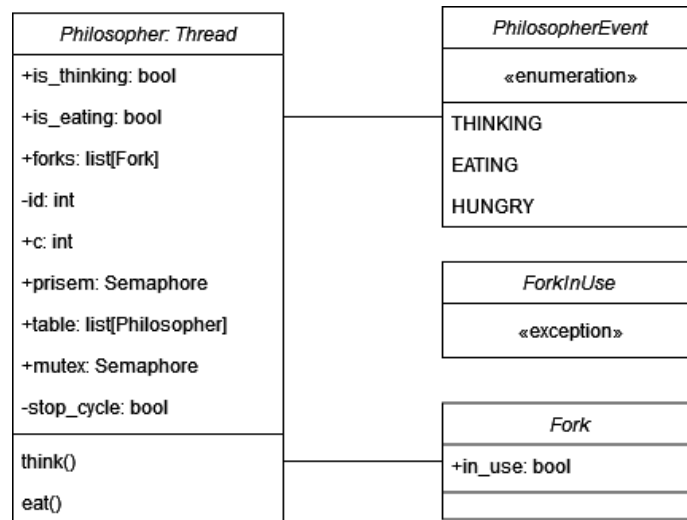 Philosopher: Thread
+is_thinking: bool
+is_eating: bool
+forks: list[Fork]
-id: int
+c: int
+prisem: Semaphore
+table: list[Philosopher]
+mutex: Semaphore
-stop_cycle: bool
think()
eat()
PhilosopherEvent
«enumeration»
THINKING
EATING
HUNGRY
ForkInUse
«exception»
Fork
+in_use: bool